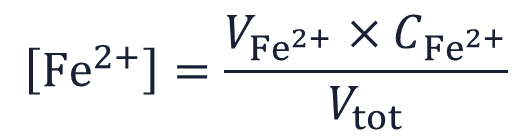 [Fe²⁺] = (V_Fe²⁺ × C_Fe²⁺) / V_tot